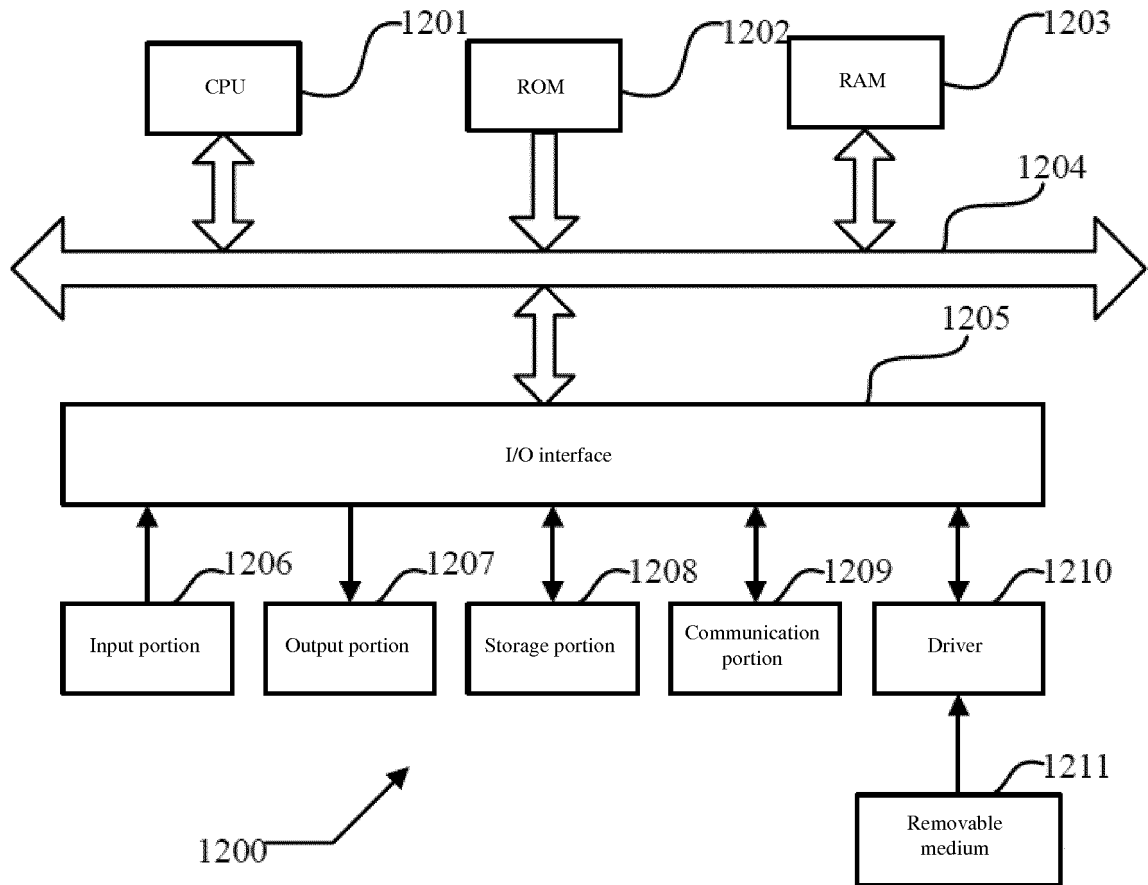 1201
1202
1203
CPU
ROM
RAM
1204
1205
I/O interface
1206
1207
1208
1209
1210
Input portion
Output portion
Storage portion
Communication
portion
Driver
1211
1200
Removable
medium